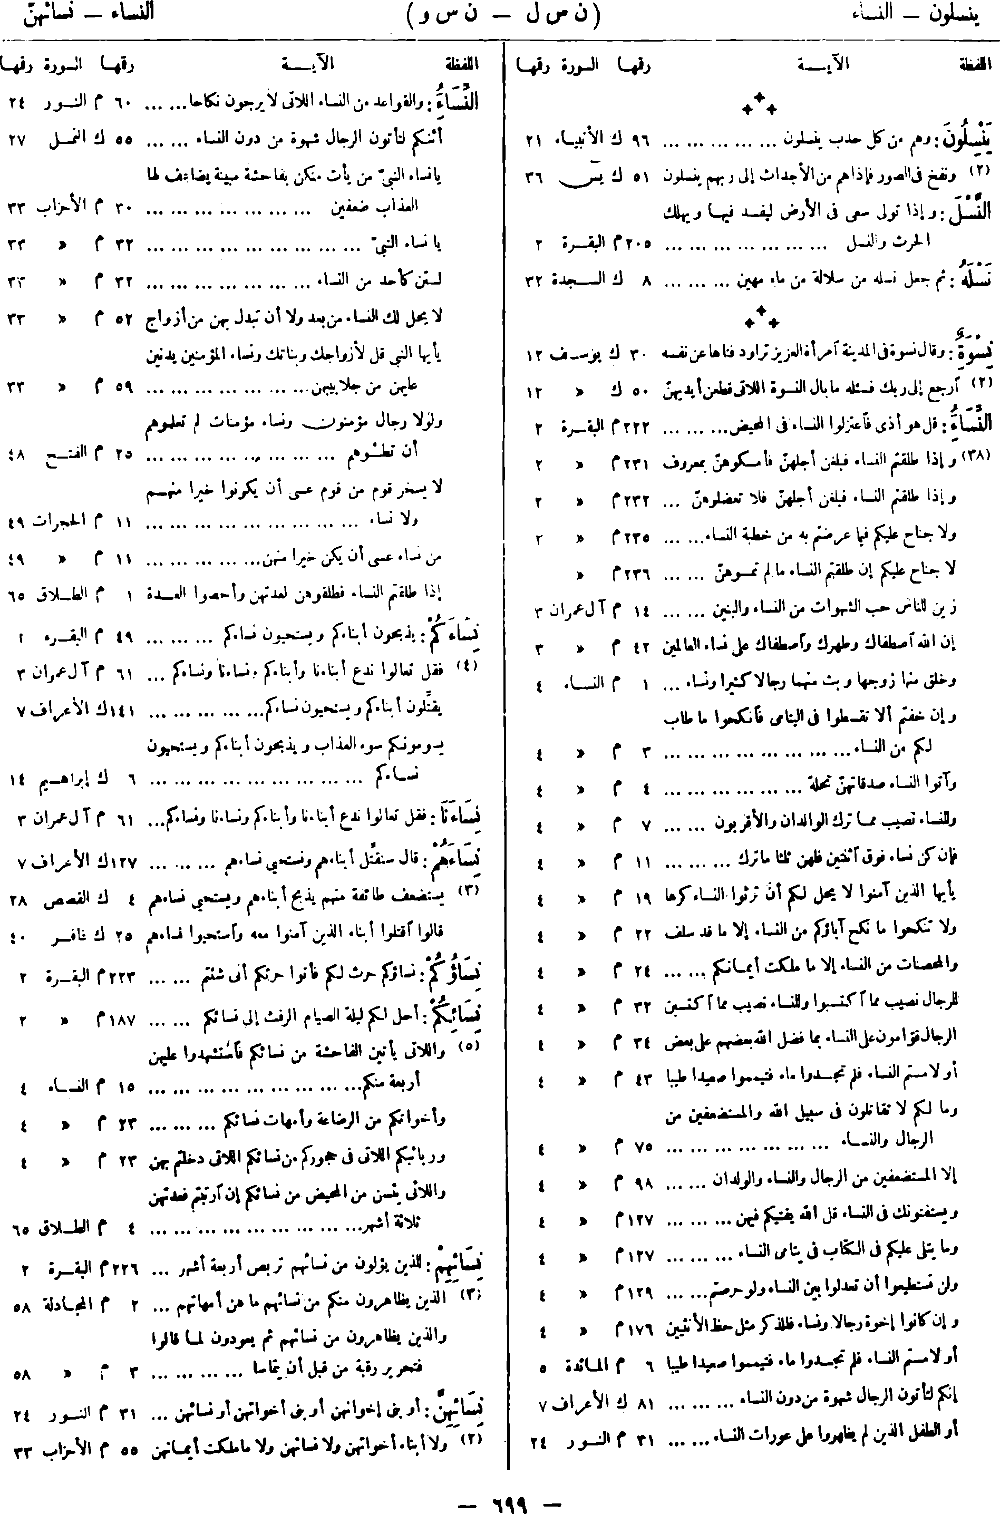 ينسلون — النساء
(ن س ل — ن س و)
النساء — نسائهنّ
اللفظة الآيــــة رقمها السورة رقمها
يَنْسِلُونَ : وهم من كل حدب ينسلون ... ... ... ... ... ٩٦ ك الأنبياء ٢١
(٢) ونفخ فى الصور فإذا هم من الأجداث إلى ربهم ينسلون ٥١ ك يس ٣٦
النَّسْلَ : وإذا تولى سعى فى الأرض ليفسد فيها ويهلك
الحرث والنسل ... ... ... ... ... ... ... ٢٠٥ م البقرة ٢
نَسْلَهُ : ثم جعل نسله من سلالة من ماء مهين ... ... ... ٨ ك السجدة ٣٢
نِسْوَةٌ : وقال نسوة فى المدينة آمرأة العزيز تراود فتاها عن نفسه ٣٠ ك يوسف ١٢
(٢) آرجع إلى ربك فسئله ما بال النسوة اللاتى قطعن أيديهنّ ٥٠ ك » ١٢
النِّسَاءُ : قل هو أذى فآعتزلوا النساء فى المحيض ... ... ... ٢٢٢ م البقرة ٢
(٣٨) وإذا طلقتم النساء فبلغن أجلهنّ فأمسكوهنّ بمعروف ٢٣١ م » ٢
وإذا طلقتم النساء فبلغن أجلهنّ فلا تعضلوهنّ ... ... ٢٣٢ م » ٢
ولا جناح عليكم فيما عرضتم به من خطبة النساء ... ... ٢٣٥ م » ٢
لا جناح عليكم إن طلقتم النساء ما لم تمسوهنّ ... ... ٢٣٦ م »
زين للناس حب الشهوات من النساء والبنين ... ... ١٤ م آل عمران ٣
إن الله آصطفاك وطهرك وآصطفاك على نساء العالمين ٤٢ م » ٣
وخلق منها زوجها وبث منهما رجالا كثيرا ونساء ... ١ م النساء ٤
وإن خفتم ألا تقسطوا فى اليتامى فآنكحوا ما طاب
لكم من النساء ... ... ... ... ... ... ... ... ٣ م » ٤
وآتوا النساء صدقاتهنّ نحلة ... ... ... ... ... ... ٤ م » ٤
وللنساء نصيب مما ترك الوالدان والأقربون ... ... ٧ م » ٤
فإن كن نساء فوق آثنتين فلهن ثلثا ما ترك ... ... ... ١١ م » ٤
يأيها الذين آمنوا لا يحل لكم أن ترثوا النساء كرها ١٩ م » ٤
ولا تنكحوا ما نكح آباؤكم من النساء إلا ما قد سلف ٢٢ م » ٤
والمحصنات من النساء إلا ما ملكت أيمانكم ... ... ٢٤ م » ٤
للرجال نصيب مما آكتسبوا وللنساء نصيب مما آكتسبن ٣٢ م » ٤
الرجال قوّامون على النساء بما فضل الله بعضهم على بعض ٣٤ م » ٤
أو لامستم النساء فلم تجدوا ماء فتيمموا صعيدا طيبا ٤٣ م » ٤
وما لكم لا تقاتلون فى سبيل الله والمستضعفين من
الرجال والنساء ... ... ... ... ... ... ... ٧٥ م » ٤
إلا المستضعفين من الرجال والنساء والولدان ... ... ٩٨ م » ٤
ويستفتونك فى النساء قل الله يفتيكم فيهن ... ... ... ١٢٧ م » ٤
وما يتلى عليكم فى الكتاب فى يتامى النساء ... ... ... ١٢٧ م » ٤
ولن تستطيعوا أن تعدلوا بين النساء ولو حرصتم ... ... ١٢٩ م » ٤
وإن كانوا إخوة رجالا ونساء فللذكر مثل حظ الأنثيين ١٧٦ م » ٤
أو لامستم النساء فلم تجدوا ماء فتيمموا صعيدا طيبا ٦ م المائدة ٥
إنكم لتأتون الرجال شهوة من دون النساء ... ... ... ٨١ ك الأعراف ٧
أو الطفل الذين لم يظهروا على عورات النساء ... ... ٣١ م النور ٢٤
اللفظة الآيــــة رقمها السورة رقمها
النِّسَاءُ : والقواعد من النساء اللاتى لا يرجون نكاحا ... ... ٦٠ م النور ٢٤
أئنكم لتأتون الرجال شهوة من دون النساء ... ... ٥٥ ك النمل ٢٧
يانساء النبىّ من يأت منكن بفاحشة مبينة يضاعف لها
العذاب ضعفين ... ... ... ... ... ... ... ٣٠ م الأحزاب ٣٣
يا نساء النبىّ ... ... ... ... ... ... ... ... ٣٢ م » ٣٣
لستن كأحد من النساء ... ... ... ... ... ... ... ٣٢ م » ٣٣
لا يحل لك النساء من بعد ولا أن تبدل بهن من أزواج ٥٢ م » ٣٣
يأيها النبى قل لأزواجك وبناتك ونساء المؤمنين يدنين
عليهن من جلابيبهن ... ... ... ... ... ... ... ٥٩ م » ٣٣
ولولا رجال مؤمنون ونساء مؤمنات لم تعلموهم
أن تطئوهم ... ... ... ... ... ... ... ... ٢٥ م الفتح ٤٨
لا يسخر قوم من قوم عسى أن يكونوا خيرا منهم
ولا نساء ... ... ... ... ... ... ... ... ١١ م الحجرات ٤٩
من نساء عسى أن يكن خيرا منهن ... ... ... ... ... ١١ م » ٤٩
إذا طلقتم النساء فطلقوهن لعدتهن وأحصوا العدة ١ م الطلاق ٦٥
نِسَاءَكُمْ : يذبحون أبناءكم ويستحيون نساءكم ... ... ... ٤٩ م البقرة ٢
(٤) فقل تعالوا ندع أبناءنا وأبناءكم ونساءنا ونساءكم ... ٦١ م آل عمران ٣
يقتّلون أبناءكم ويستحيون نساءكم ... ... ... ... ... ١٤١ ك الأعراف ٧
يسومونكم سوء العذاب ويذبحون أبناءكم ويستحيون
نساءكم ... ... ... ... ... ... ... ... ... ٦ ك إبراهيم ١٤
نِسَاءَنَا : فقل تعالوا ندع أبناءنا وأبناءكم ونساءنا ونساءكم ... ٦١ م آل عمران ٣
نِسَاءَهُمْ : قال سنقتّل أبناءهم ونستحيى نساءهم ... ... ... ١٢٧ ك الأعراف ٧
(٣) يستضعف طائفة منهم يذبح أبناءهم ويستحيى نساءهم ٤ ك القصص ٢٨
قالوا آقتلوا أبناء الذين آمنوا معه وآستحيوا نساءهم ٢٥ ك غافر ٤٠
نِسَاؤُكُمْ : نساؤكم حرث لكم فأتوا حرثكم أنى شئتم ... ... ٢٢٣ م البقرة ٢
نِسَائِكُمْ : أحل لكم ليلة الصيام الرفث إلى نسائكم ... ... ١٨٧ م » ٢
(٥) واللاتى يأتين الفاحشة من نسائكم فآستشهدوا عليهن
أربعة منكم ... ... ... ... ... ... ... ... ١٥ م النساء ٤
وأخواتكم من الرضاعة وأمهات نسائكم ... ... ... ٢٣ م » ٤
وربائبكم اللاتى فى حجوركم من نسائكم اللاتى دخلتم بهن ٢٣ م » ٤
واللائى يئسن من المحيض من نسائكم إن آرتبتم فعدتهن
ثلاثة أشهر ... ... ... ... ... ... ... ... ... ٤ م الطلاق ٦٥
نِسَائِهِمْ : للذين يؤلون من نسائهم تربص أربعة أشهر ... ٢٢٦ م البقرة ٢
(٣) الذين يظاهرون منكم من نسائهم ما هن أمهاتهم ... ٢ م المجادلة ٥٨
والذين يظاهرون من نسائهم ثم يعودون لما قالوا
فتحرير رقبة من قبل أن يتماسا ... ... ... ... ٣ م » ٥٨
نِسَائِهِنَّ : أو بنى إخوانهن أو بنى أخواتهن أو نسائهن ... ٣١ م النور ٢٤
(٢) ولا أبناء أخواتهن ولا نسائهن ولا ما ملكت أيمانهن ٥٥ م الأحزاب ٣٣
— ٦٩٩ —